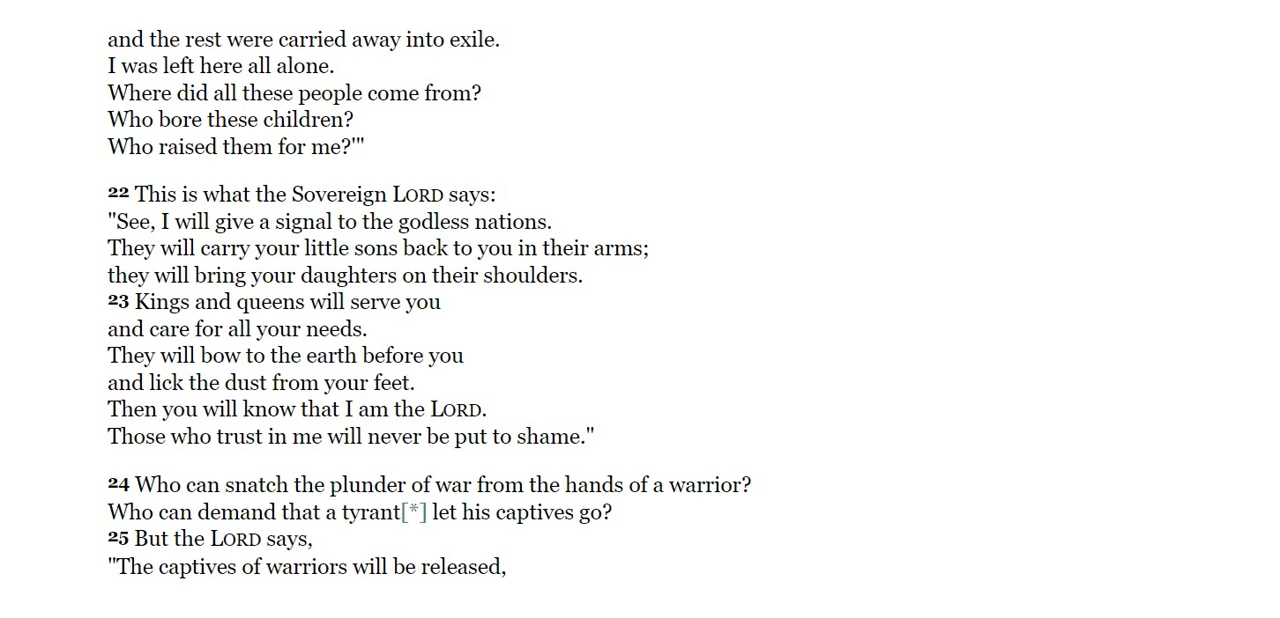 and the rest were carried away into exile.
I was left here all alone.
Where did all these people come from?
Who bore these children?
Who raised them for me?'"
22 This is what the Sovereign LORD says:
"See, I will give a signal to the godless nations.
They will carry your little sons back to you in their arms;
they will bring your daughters on their shoulders.
23 Kings and queens will serve you
and care for all your needs.
They will bow to the earth before you
and lick the dust from your feet.
Then you will know that I am the LORD.
Those who trust in me will never be put to shame."
24 Who can snatch the plunder of war from the hands of a warrior?
Who can demand that a tyrant[*] let his captives go?
25 But the LORD says,
"The captives of warriors will be released,